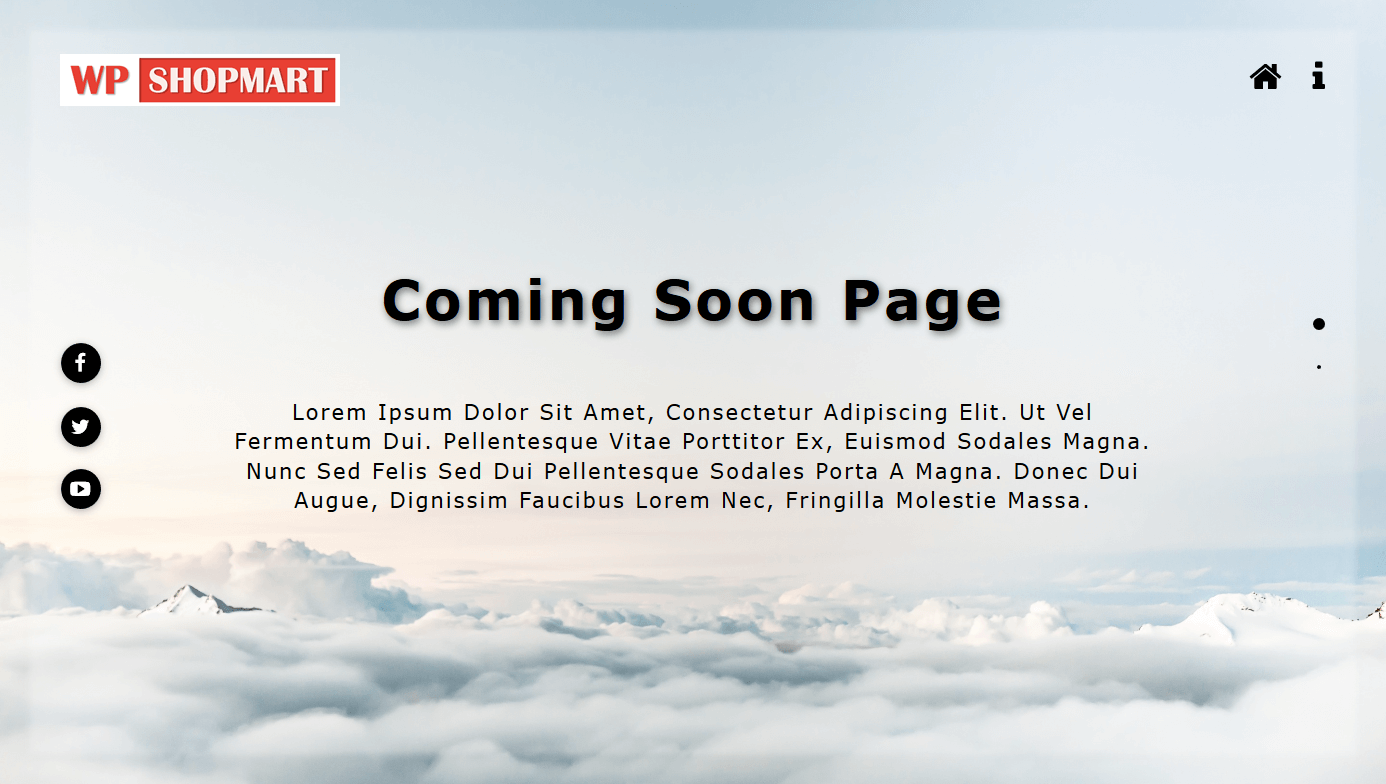 WP SHOPMART
Coming Soon Page
Lorem Ipsum Dolor Sit Amet, Consectetur Adipiscing Elit. Ut Vel
Fermentum Dui. Pellentesque Vitae Porttitor Ex, Euismod Sodales Magna.
Nunc Sed Felis Sed Dui Pellentesque Sodales Porta A Magna. Donec Dui
Augue, Dignissim Faucibus Lorem Nec, Fringilla Molestie Massa.